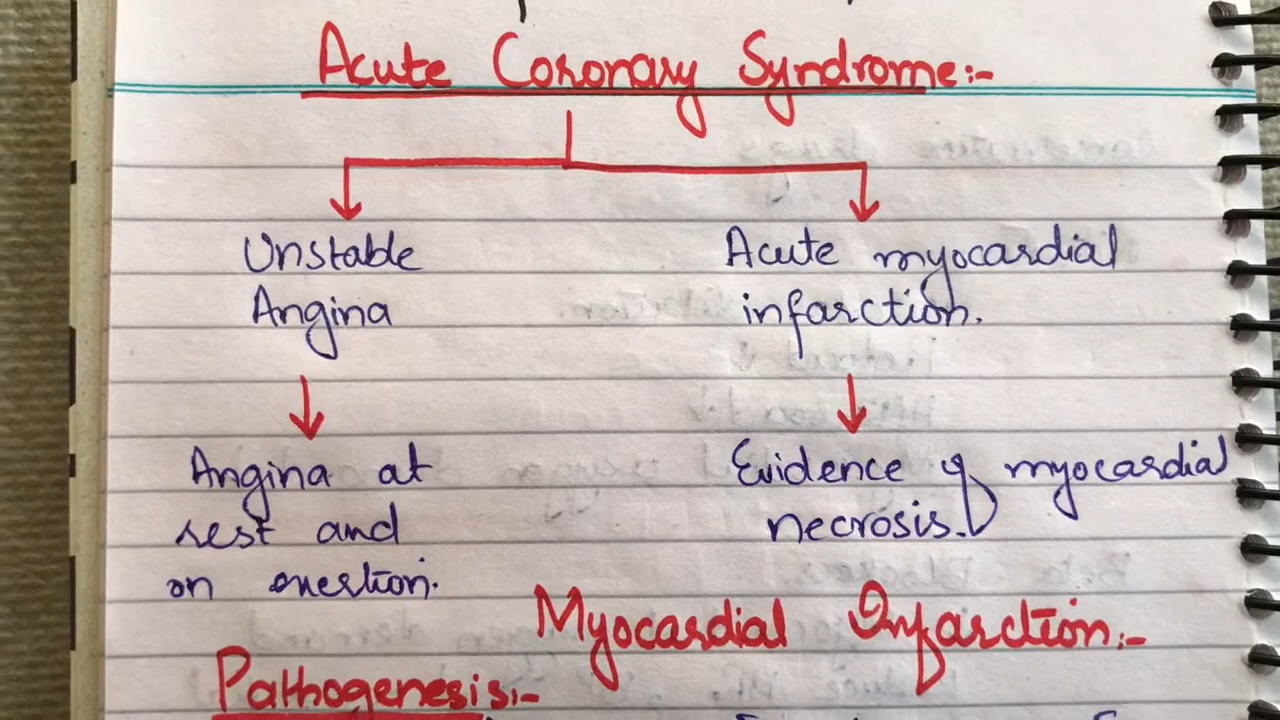 Acute Coronary Syndrome:-
Unstable
Angina
Acute myocardial
infarction.
Angina at
rest and
on exertion.
Evidence of myocardial
necrosis.
Myocardial Infarction:-
Pathogenesis:-